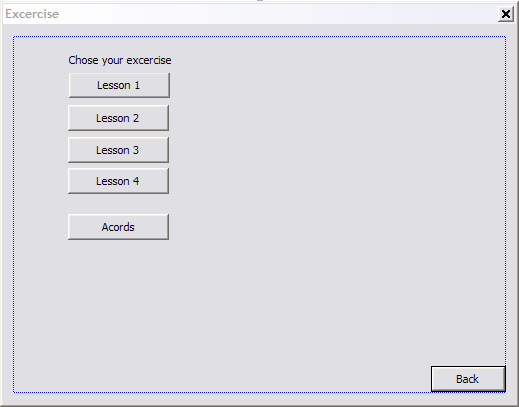 Excercise
Chose your excercise
Lesson 1
Lesson 2
Lesson 3
Lesson 4
Acords
Back